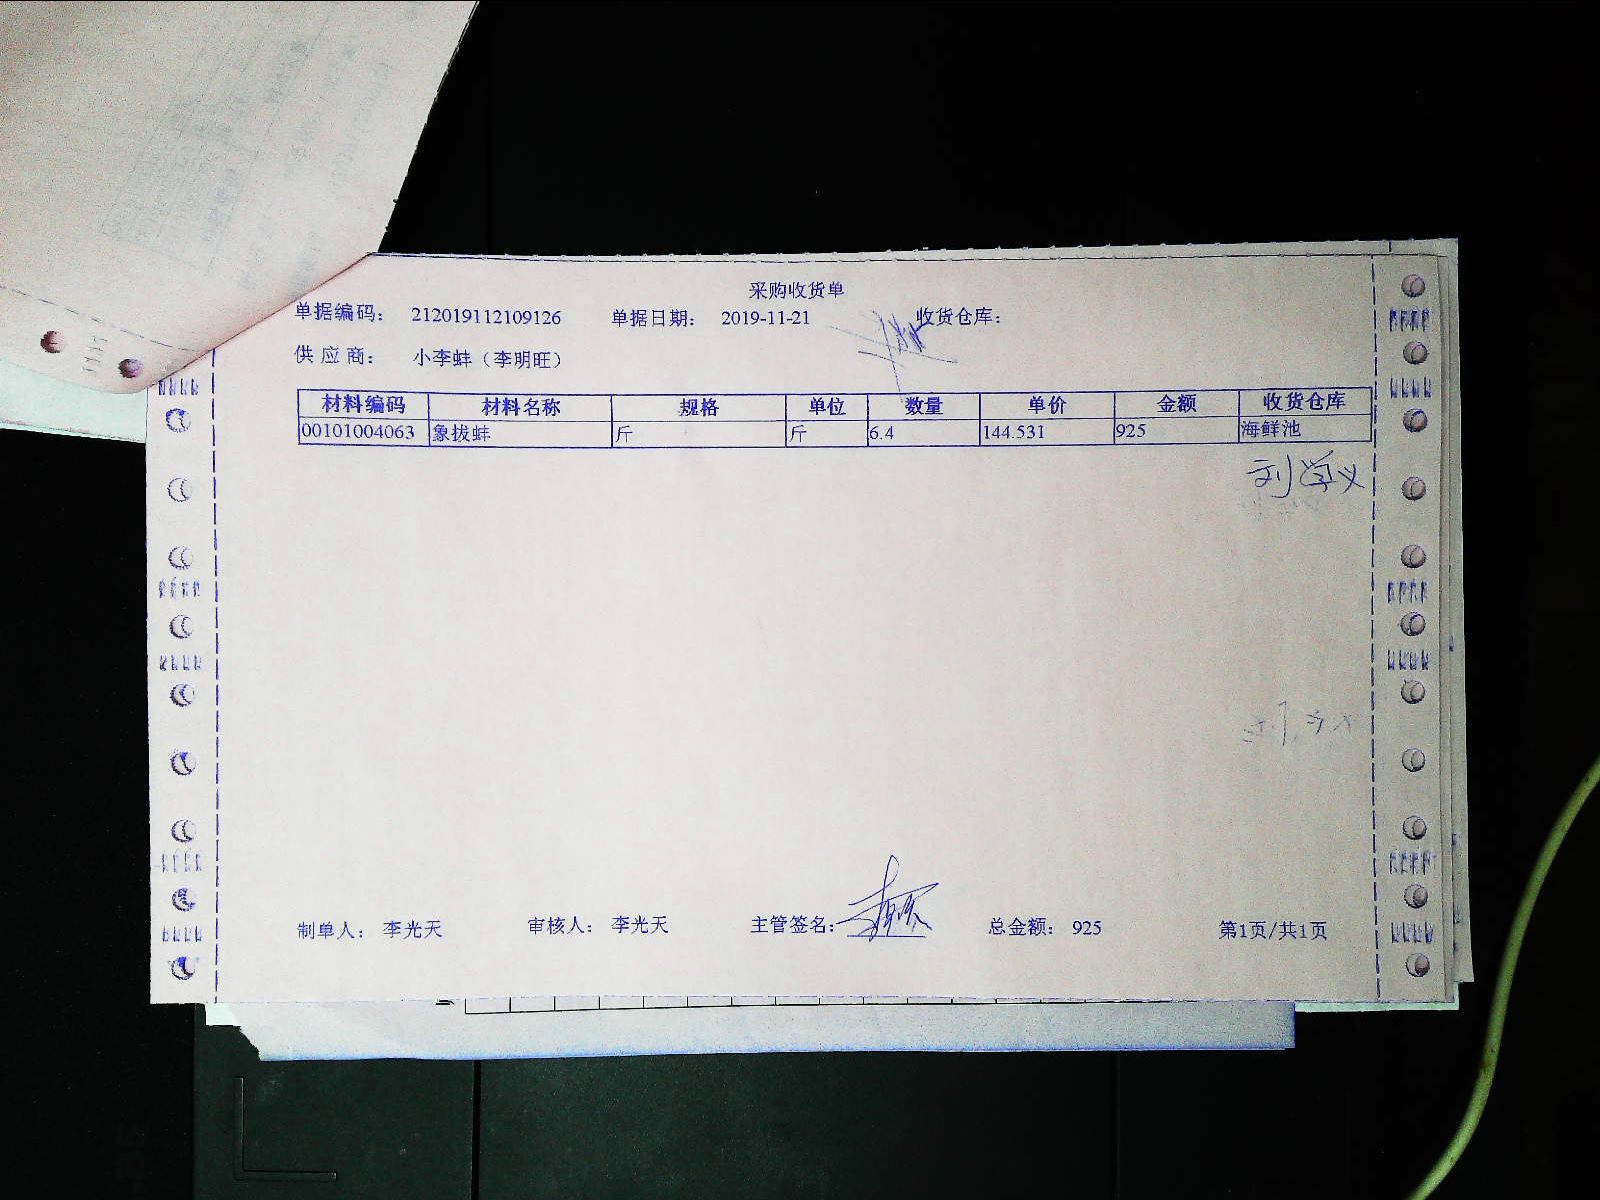 采购收货单
单据编码： 212019112109126 单据日期： 2019-11-21 收货仓库：
供 应 商： 小李蚌（李明旺）
材料编码 材料名称 规格 单位 数量 单价 金额 收货仓库
00101004063 象拔蚌 斤 斤 6.4 144.531 925 海鲜池
刘学义
制单人： 李光天 审核人： 李光天 主管签名： 总金额： 925 第1页/共1页